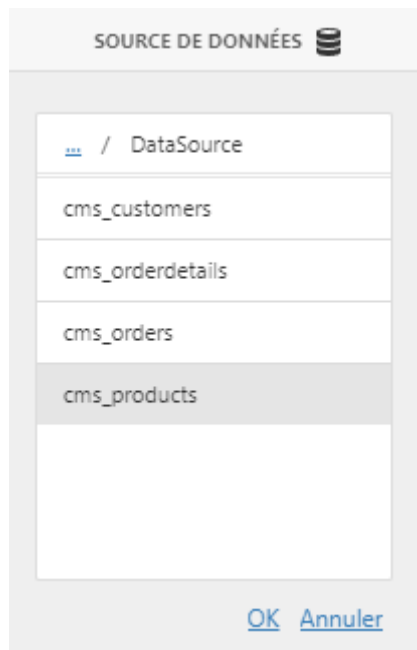 SOURCE DE DONNÉES
... / DataSource
cms_customers
cms_orderdetails
cms_orders
cms_products
OK Annuler